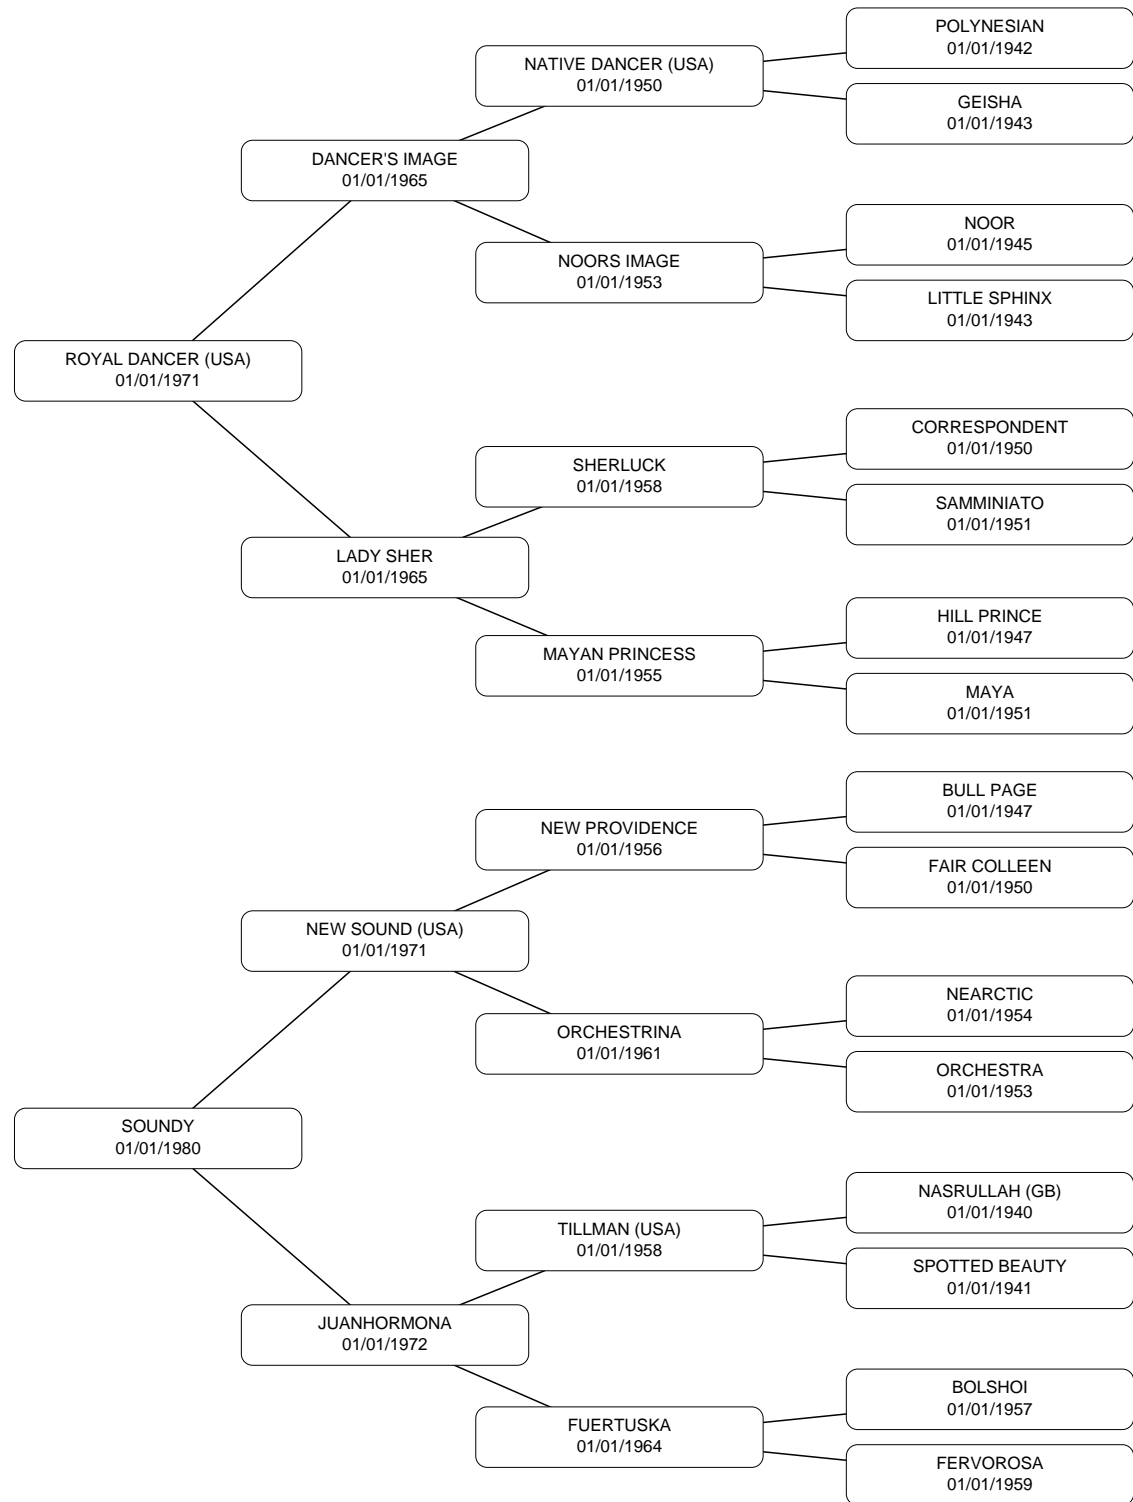 POLYNESIAN
01/01/1942
NATIVE DANCER (USA)
01/01/1950
GEISHA
01/01/1943
DANCER'S IMAGE
01/01/1965
NOOR
01/01/1945
NOORS IMAGE
01/01/1953
LITTLE SPHINX
01/01/1943
ROYAL DANCER (USA)
01/01/1971
CORRESPONDENT
01/01/1950
SHERLUCK
01/01/1958
SAMMINIATO
01/01/1951
LADY SHER
01/01/1965
HILL PRINCE
01/01/1947
MAYAN PRINCESS
01/01/1955
MAYA
01/01/1951
BULL PAGE
01/01/1947
NEW PROVIDENCE
01/01/1956
FAIR COLLEEN
01/01/1950
NEW SOUND (USA)
01/01/1971
NEARCTIC
01/01/1954
ORCHESTRINA
01/01/1961
ORCHESTRA
01/01/1953
SOUNDY
01/01/1980
NASRULLAH (GB)
01/01/1940
TILLMAN (USA)
01/01/1958
SPOTTED BEAUTY
01/01/1941
JUANHORMONA
01/01/1972
BOLSHOI
01/01/1957
FUERTUSKA
01/01/1964
FERVOROSA
01/01/1959